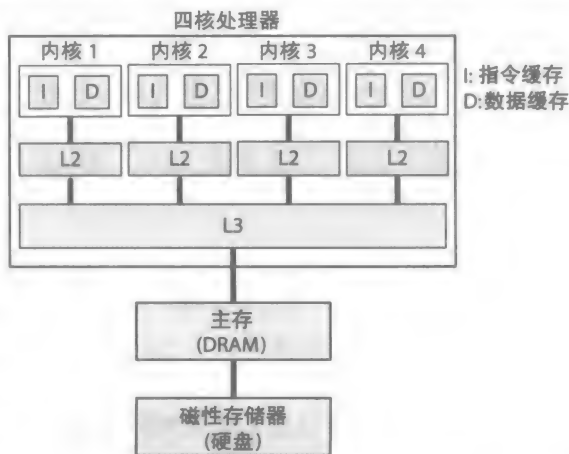 四核处理器
内核 1 内核 2 内核 3 内核 4
I D I D I D I D
I: 指令缓存
D:数据缓存
L2 L2 L2 L2
L3
主存
(DRAM)
磁性存储器
(硬盘)